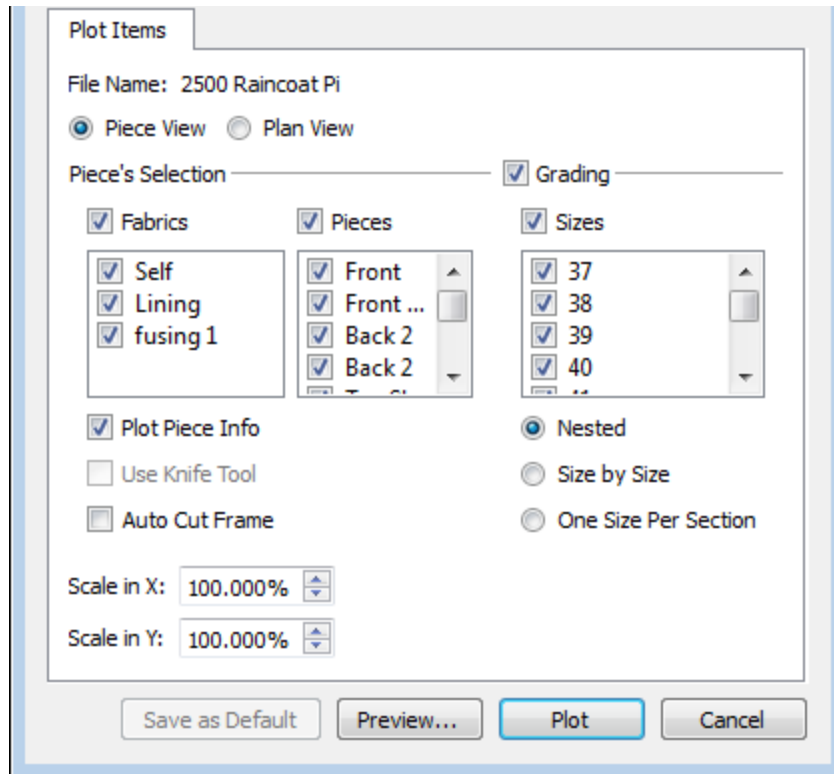 Plot Items
File Name: 2500 Raincoat Pi
Piece View Plan View
Piece's Selection Grading
Fabrics Pieces Sizes
Self Front 37
Lining Front ... 38
fusing 1 Back 2 39
Back 2 40
Plot Piece Info Nested
Use Knife Tool Size by Size
Auto Cut Frame One Size Per Section
Scale in X: 100.000%
Scale in Y: 100.000%
Save as Default Preview... Plot Cancel